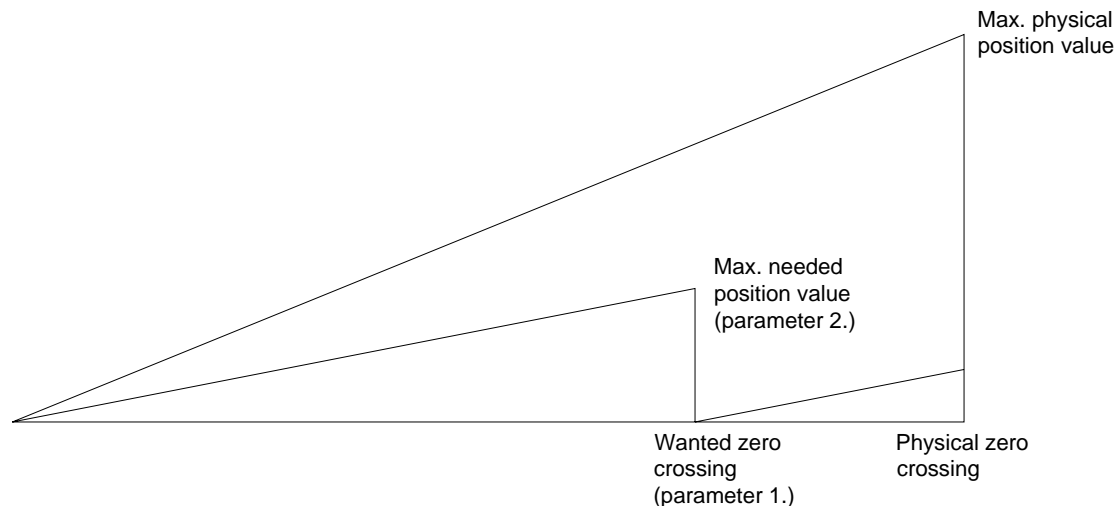 Max. physical
position value
Max. needed
position value
(parameter 2.)
Wanted zero
crossing
(parameter 1.)
Physical zero
crossing